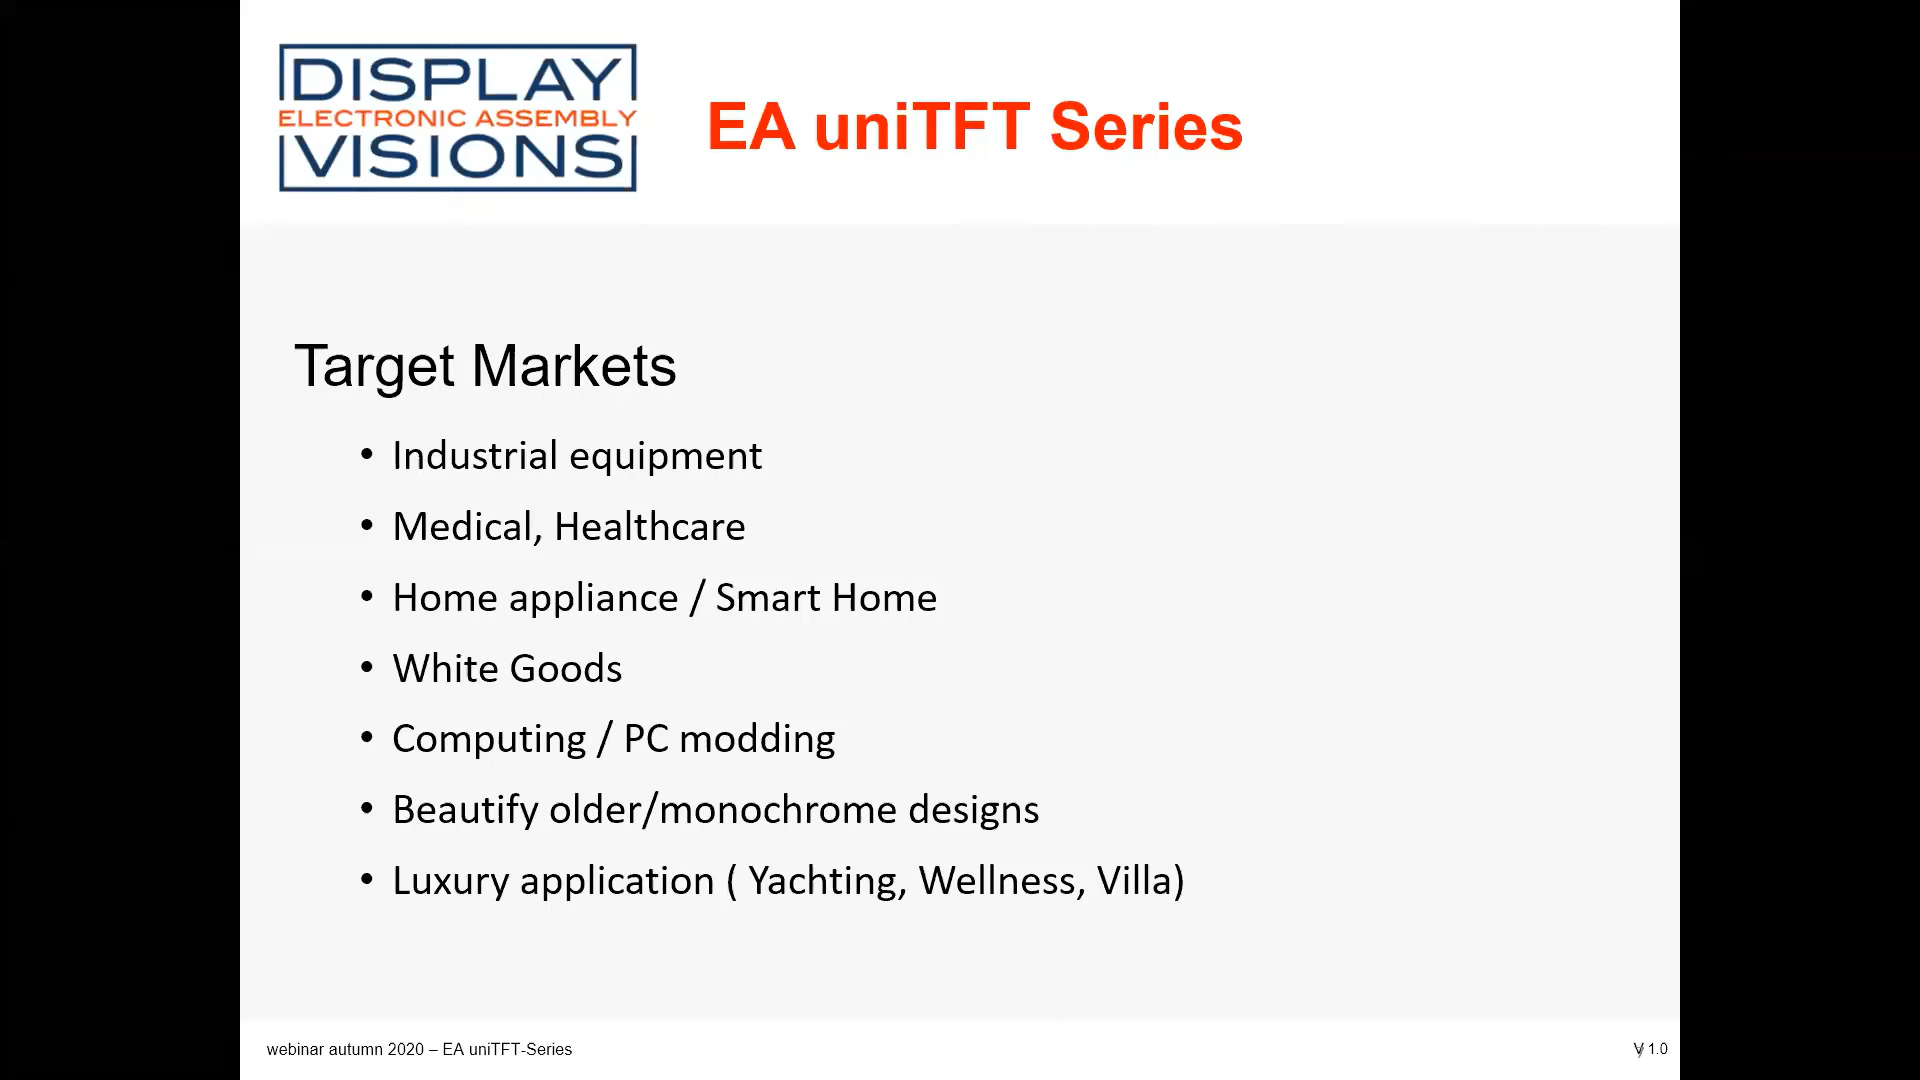 DISPLAY
ELECTRONIC ASSEMBLY
VISIONS
EA uniTFT Series
Target Markets
• Industrial equipment
• Medical, Healthcare
• Home appliance / Smart Home
• White Goods
• Computing / PC modding
• Beautify older/monochrome designs
• Luxury application ( Yachting, Wellness, Villa)
webinar autumn 2020 – EA uniTFT-Series
V 1.0